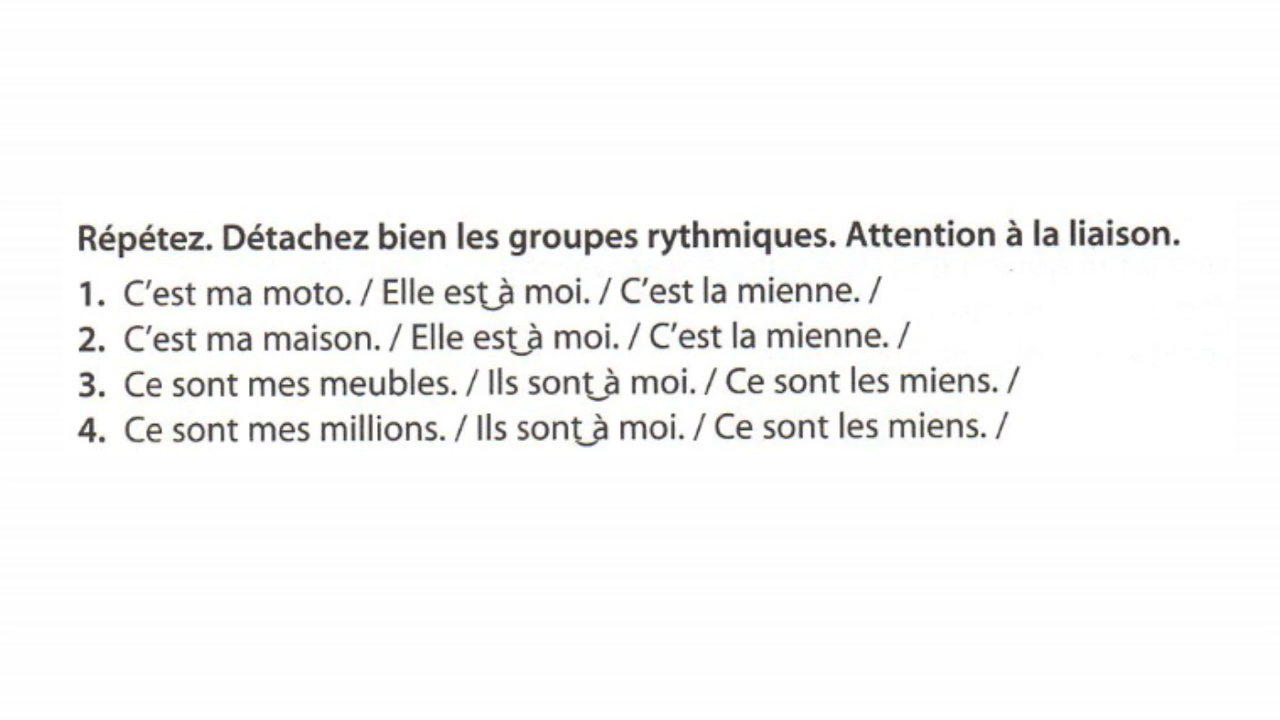 Répétez. Détachez bien les groupes rythmiques. Attention à la liaison.
1. C'est ma moto. / Elle est‿à moi. / C'est la mienne. /
2. C'est ma maison. / Elle est‿à moi. / C'est la mienne. /
3. Ce sont mes meubles. / Ils sont‿à moi. / Ce sont les miens. /
4. Ce sont mes millions. / Ils sont‿à moi. / Ce sont les miens. /